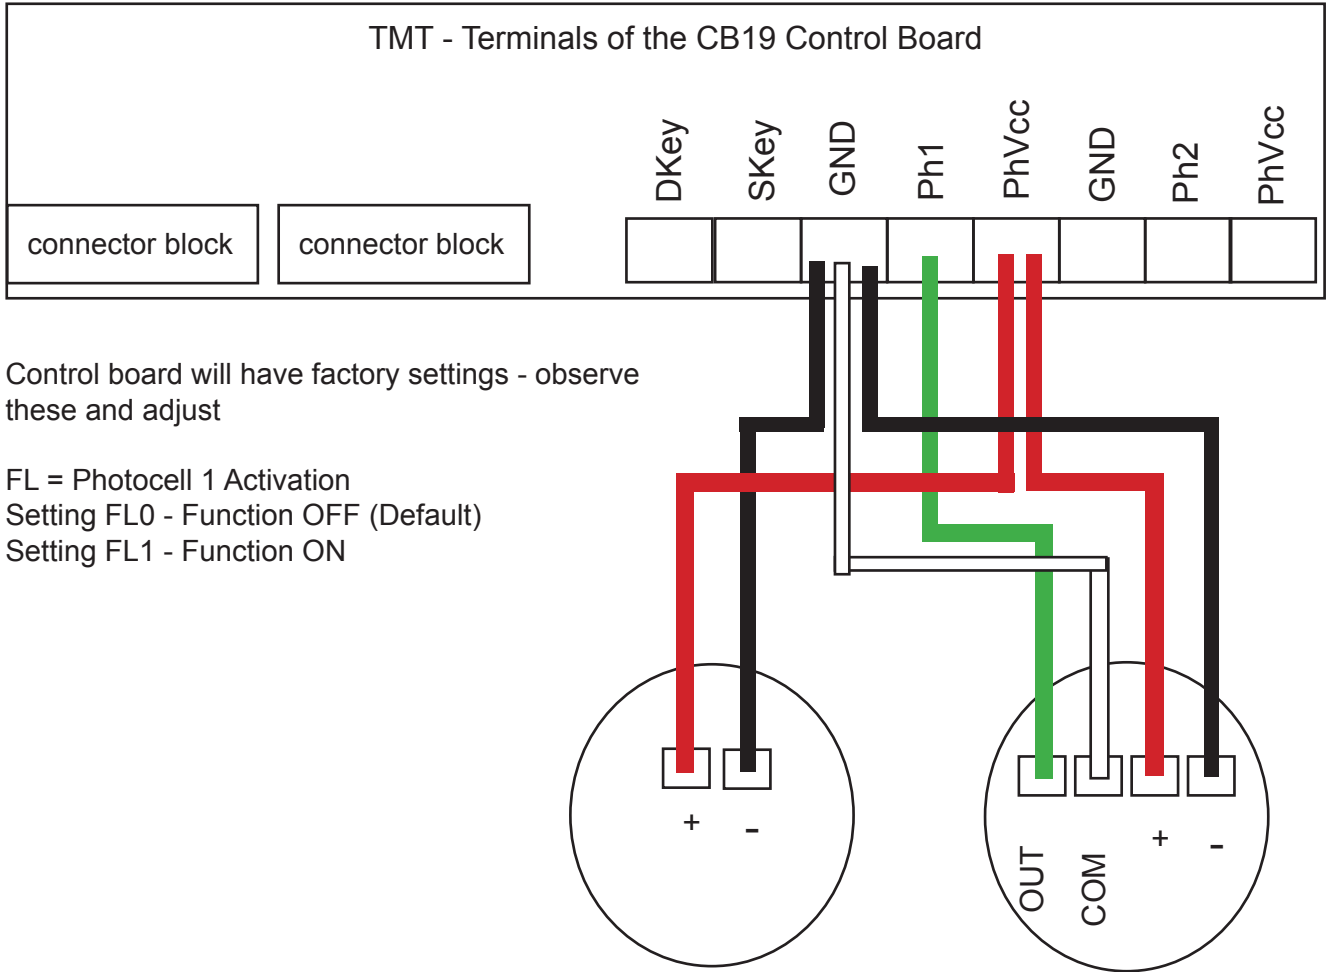 TMT - Terminals of the CB19 Control Board
DKey
SKey
GND
Ph1
PhVcc
GND
Ph2
PhVcc
connector block
connector block
Control board will have factory settings - observe
these and adjust
FL = Photocell 1 Activation
Setting FL0 - Function OFF (Default)
Setting FL1 - Function ON
+
-
OUT
COM
+
-